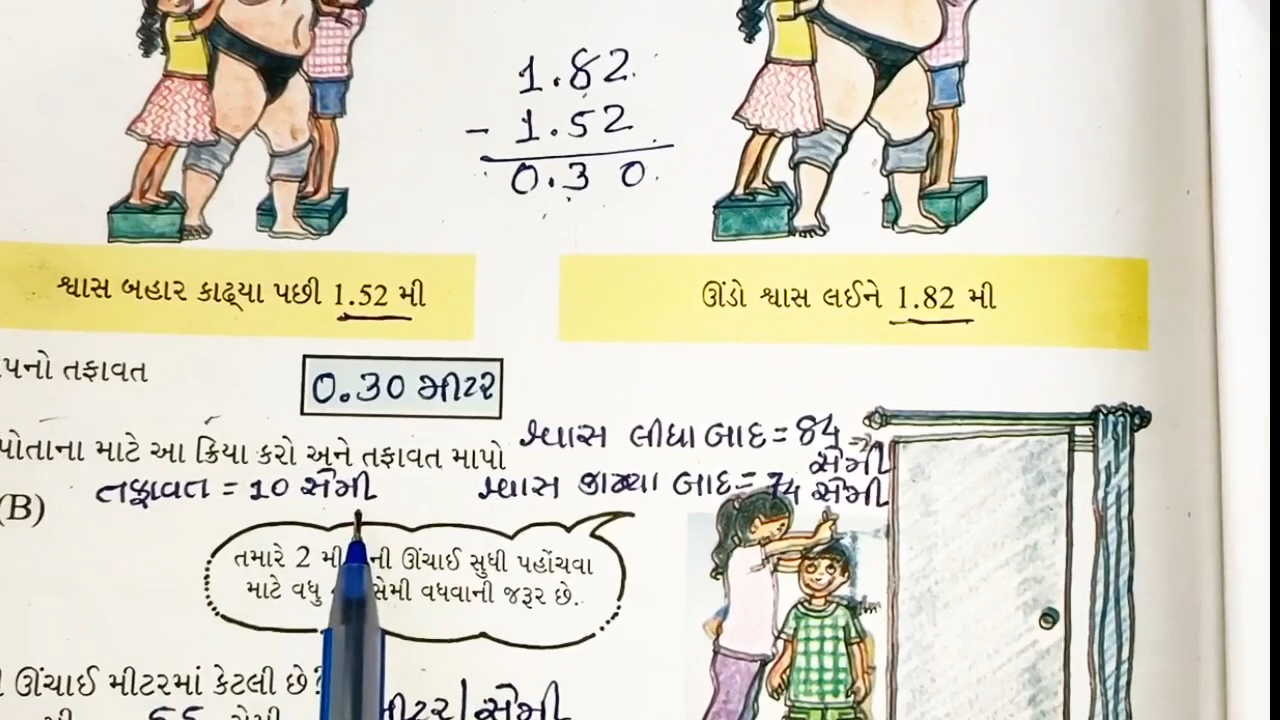 1.82
- 1.52
0.30
શ્વાસ બહાર કાઢ્યા પછી 1.52 મી
ઊંડો શ્વાસ લઈને 1.82 મી
પનો તફાવત
0.30 મીટર
પોતાના માટે આ ક્રિયા કરો અને તફાવત માપો
શ્વાસ લીધા બાદ = 84 સેમી
તફાવત = 10 સેમી
શ્વાસ કાઢ્યા બાદ = 74 સેમી
(B)
તમારે 2 મી ની ઊંચાઈ સુધી પહોંચવા
માટે વધુ સેમી વધવાની જરૂર છે.
ઊંચાઈ મીટરમાં કેટલી છે?
મીટર/સેમી